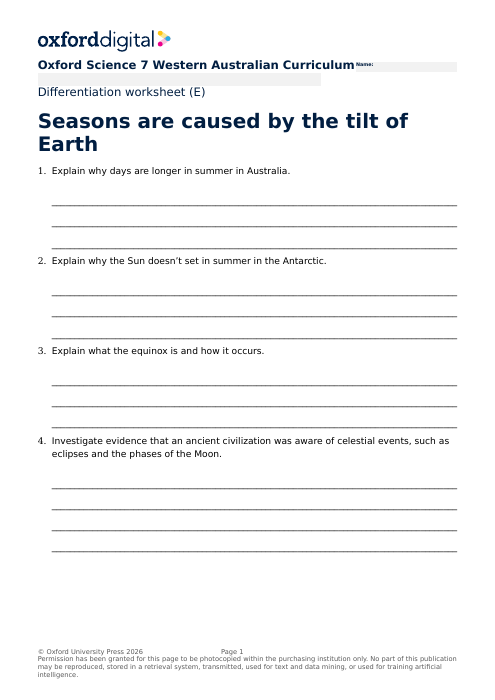 oxforddigital
Oxford Science 7 Western Australian Curriculum Name:
Differentiation worksheet (E)
Seasons are caused by the tilt of
Earth
1. Explain why days are longer in summer in Australia.
2. Explain why the Sun doesn’t set in summer in the Antarctic.
3. Explain what the equinox is and how it occurs.
4. Investigate evidence that an ancient civilization was aware of celestial events, such as
eclipses and the phases of the Moon.
© Oxford University Press 2026 Page 1
Permission has been granted for this page to be photocopied within the purchasing institution only. No part of this publication
may be reproduced, stored in a retrieval system, transmitted, used for text and data mining, or used for training artificial
intelligence.